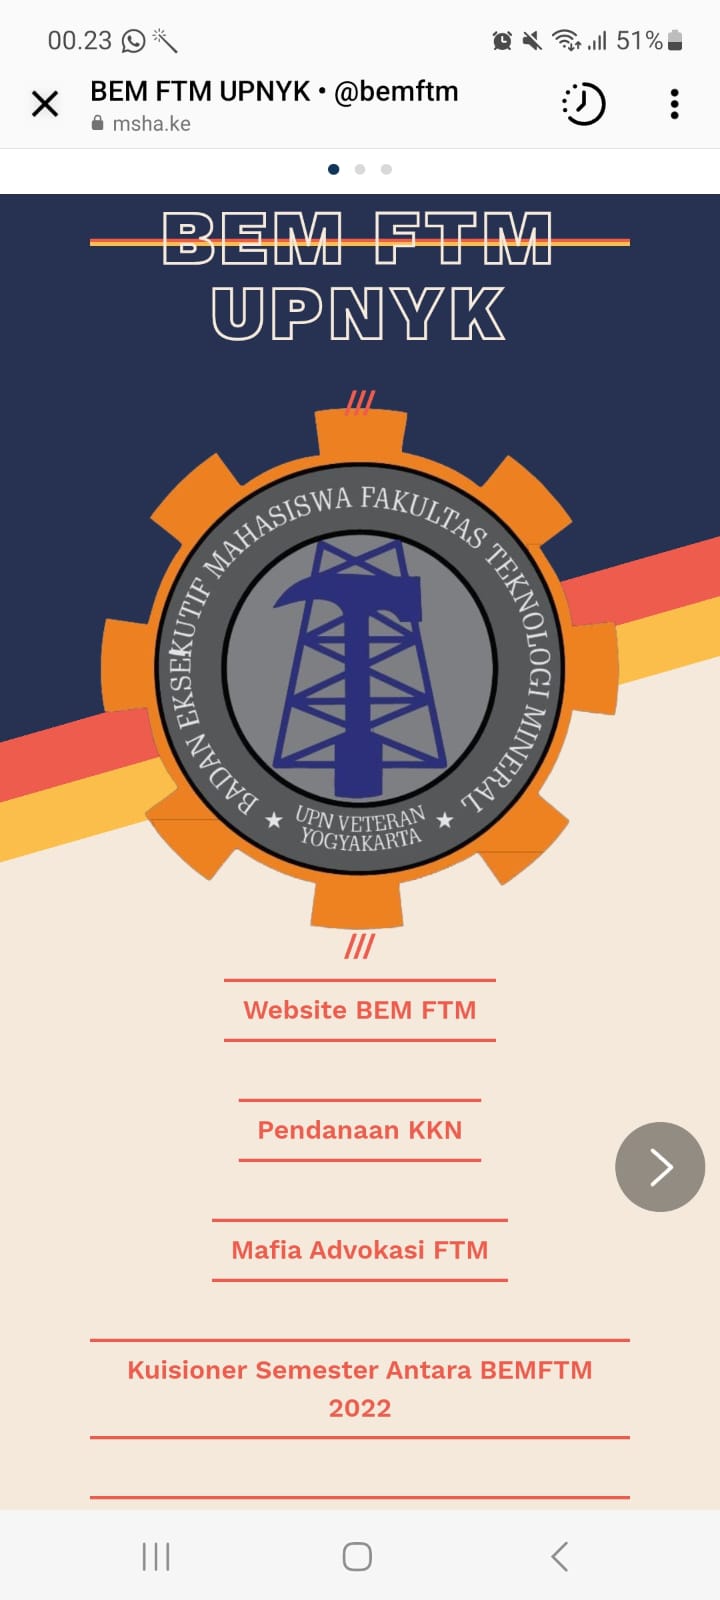 00.23
51%
BEM FTM UPNYK • @bemftm
msha.ke
BEM FTM
UPNYK
///
BADAN EKSEKUTIF MAHASISWA FAKULTAS TEKNOLOGI MINERAL
★ UPN VETERAN ★
YOGYAKARTA
///
Website BEM FTM
Pendanaan KKN
Mafia Advokasi FTM
Kuisioner Semester Antara BEMFTM
2022